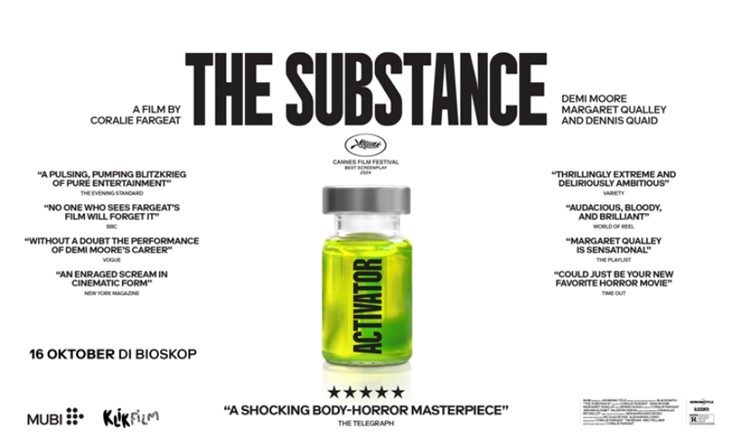 THE SUBSTANCE
A FILM BY
CORALIE FARGEAT
DEMI MOORE
MARGARET QUALLEY
AND DENNIS QUAID
CANNES FILM FESTIVAL
BEST SCREENPLAY
2024
“A PULSING, PUMPING BLITZKRIEG
OF PURE ENTERTAINMENT”
THE EVENING STANDARD
“NO ONE WHO SEES FARGEAT’S
FILM WILL FORGET IT”
BBC
“WITHOUT A DOUBT THE PERFORMANCE
OF DEMI MOORE’S CAREER”
VOGUE
“AN ENRAGED SCREAM IN
CINEMATIC FORM”
NEW YORK MAGAZINE
“THRILLINGLY EXTREME AND
DELIRIOUSLY AMBITIOUS”
VARIETY
“AUDACIOUS, BLOODY,
AND BRILLIANT”
WORLD OF REEL
“MARGARET QUALLEY
IS SENSATIONAL”
THE PLAYLIST
“COULD JUST BE YOUR NEW
FAVORITE HORROR MOVIE”
TIME OUT
ACTIVATOR
16 OKTOBER DI BIOSKOP
MUBI
KLIKFILM
★★★★★
“A SHOCKING BODY-HORROR MASTERPIECE”
THE TELEGRAPH